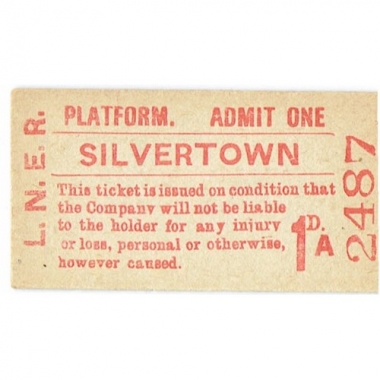 L.N.E.R.
PLATFORM. ADMIT ONE
SILVERTOWN
This ticket is issued on condition that
the Company will not be liable
to the holder for any injury
or loss, personal or otherwise,
however caused.
1D.
A
2487